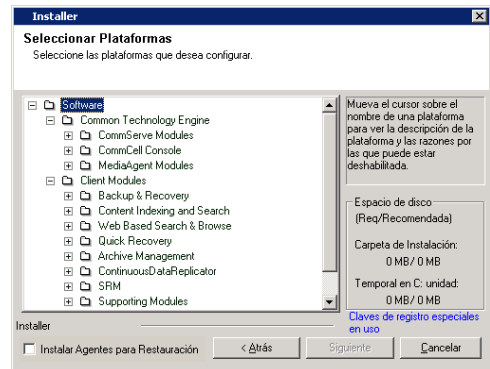 Installer
Seleccionar Plataformas
Seleccione las plataformas que desea configurar.
Software
Common Technology Engine
CommServe Modules
CommCell Console
MediaAgent Modules
Client Modules
Backup & Recovery
Content Indexing and Search
Web Based Search & Browse
Quick Recovery
Archive Management
ContinuousDataReplicator
SRM
Supporting Modules
Mueva el cursor sobre el
nombre de una plataforma
para ver la descripción de la
plataforma y las razones por
las que puede estar
deshabilitada.
Espacio de disco
(Req/Recomendada)
Carpeta de Instalación:
0 MB/ 0 MB
Temporal en C: unidad:
0 MB/ 0 MB
Claves de registro especiales
en uso
Installer
Instalar Agentes para Restauración
< Atrás
Siguiente
Cancelar